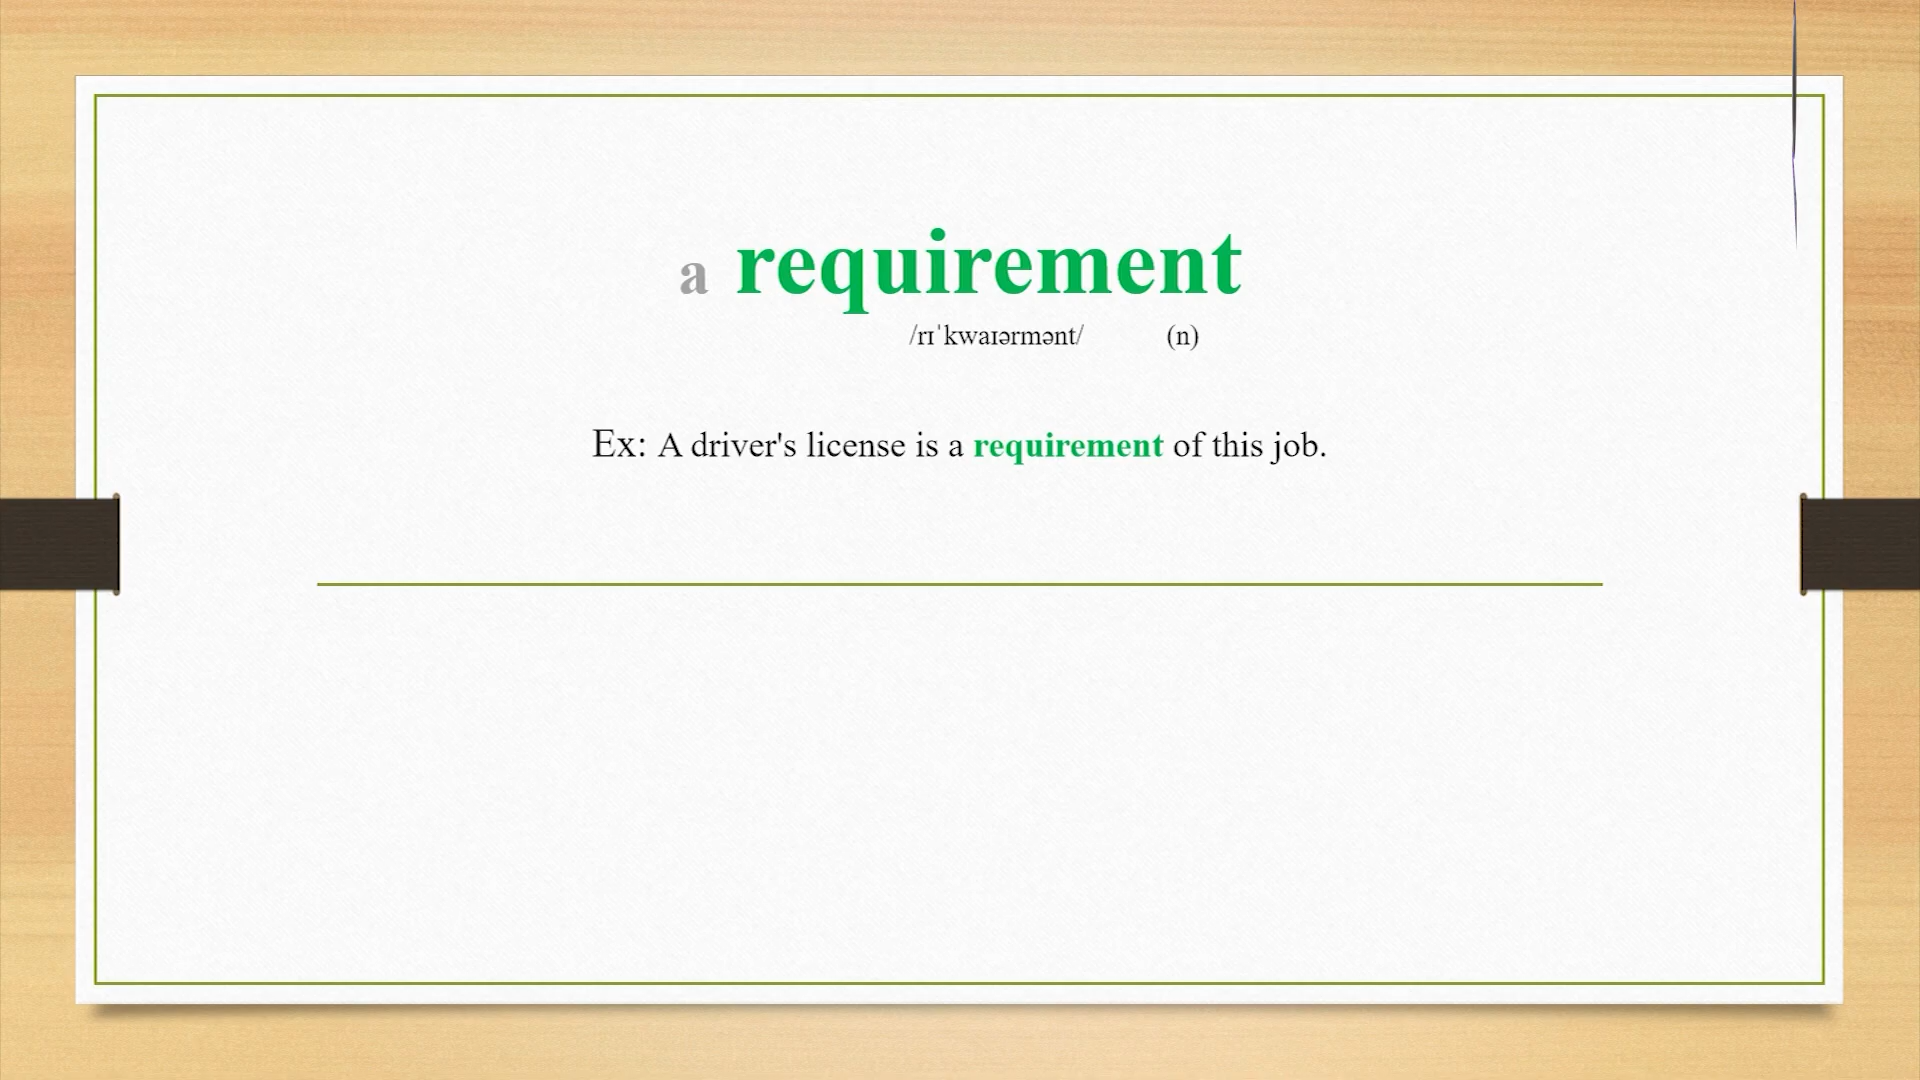 a requirement
/rɪˈkwaɪərmənt/ (n)
Ex: A driver's license is a requirement of this job.